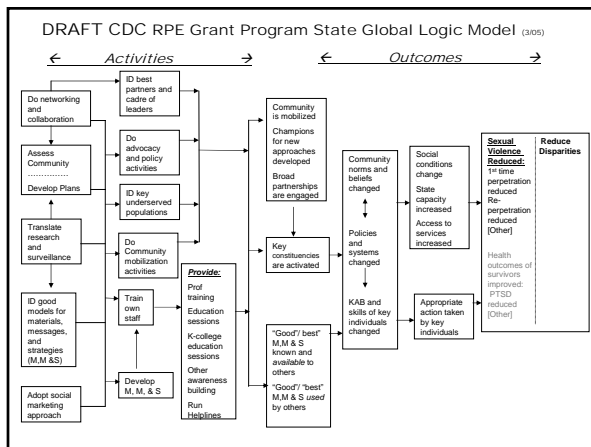 DRAFT CDC RPE Grant Program State Global Logic Model (3/05)
Activities
Outcomes
Do networking
and
collaboration
Assess
Community
..............
Develop Plans
Translate
research and
surveillance
ID good
models for
materials,
messages,
and
strategies
(M,M &S)
Adopt social
marketing
approach
ID best
partners and
cadre of
leaders
Do
advocacy
and policy
activities
ID key
underserved
populations
Do
Community
mobilization
activities
Train
own
staff
Develop
M, M, & S
Provide:
Prof
training
Education
sessions
K-college
education
sessions
Other
awareness
building
Run
Helplines
Community
is mobilized
Champions
for new
approaches
developed
Broad
partnerships
are engaged
Key
constituencies
are activated
"Good"/ best"
M,M & S
known and
available to
others
"Good"/ "best"
M,M & S used
by others
Community
norms and
beliefs
changed
Policies
and
systems
changed
KAB and
skills of key
individuals
changed
Social
conditions
change
State
capacity
increased
Access to
services
increased
Appropriate
action taken
by key
individuals
Sexual
Violence
Reduced:
1st time
perpetration
reduced
Re-
perpetration
reduced
[Other]
Health
outcomes of
survivors
improved:
PTSD
reduced
[Other]
Reduce
Disparities